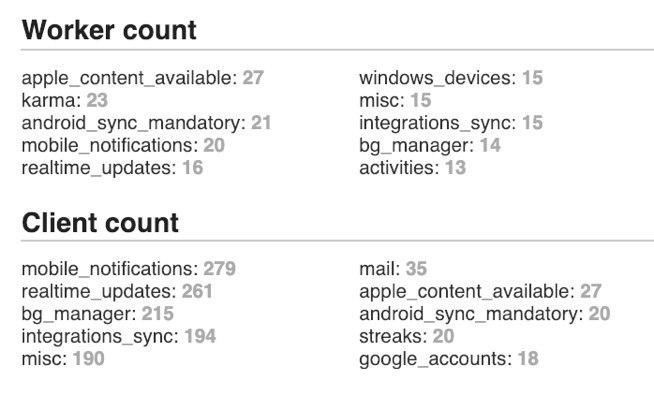 Worker count
apple_content_available: 27
karma: 23
android_sync_mandatory: 21
mobile_notifications: 20
realtime_updates: 16
windows_devices: 15
misc: 15
integrations_sync: 15
bg_manager: 14
activities: 13
Client count
mobile_notifications: 279
realtime_updates: 261
bg_manager: 215
integrations_sync: 194
misc: 190
mail: 35
apple_content_available: 27
android_sync_mandatory: 20
streaks: 20
google_accounts: 18